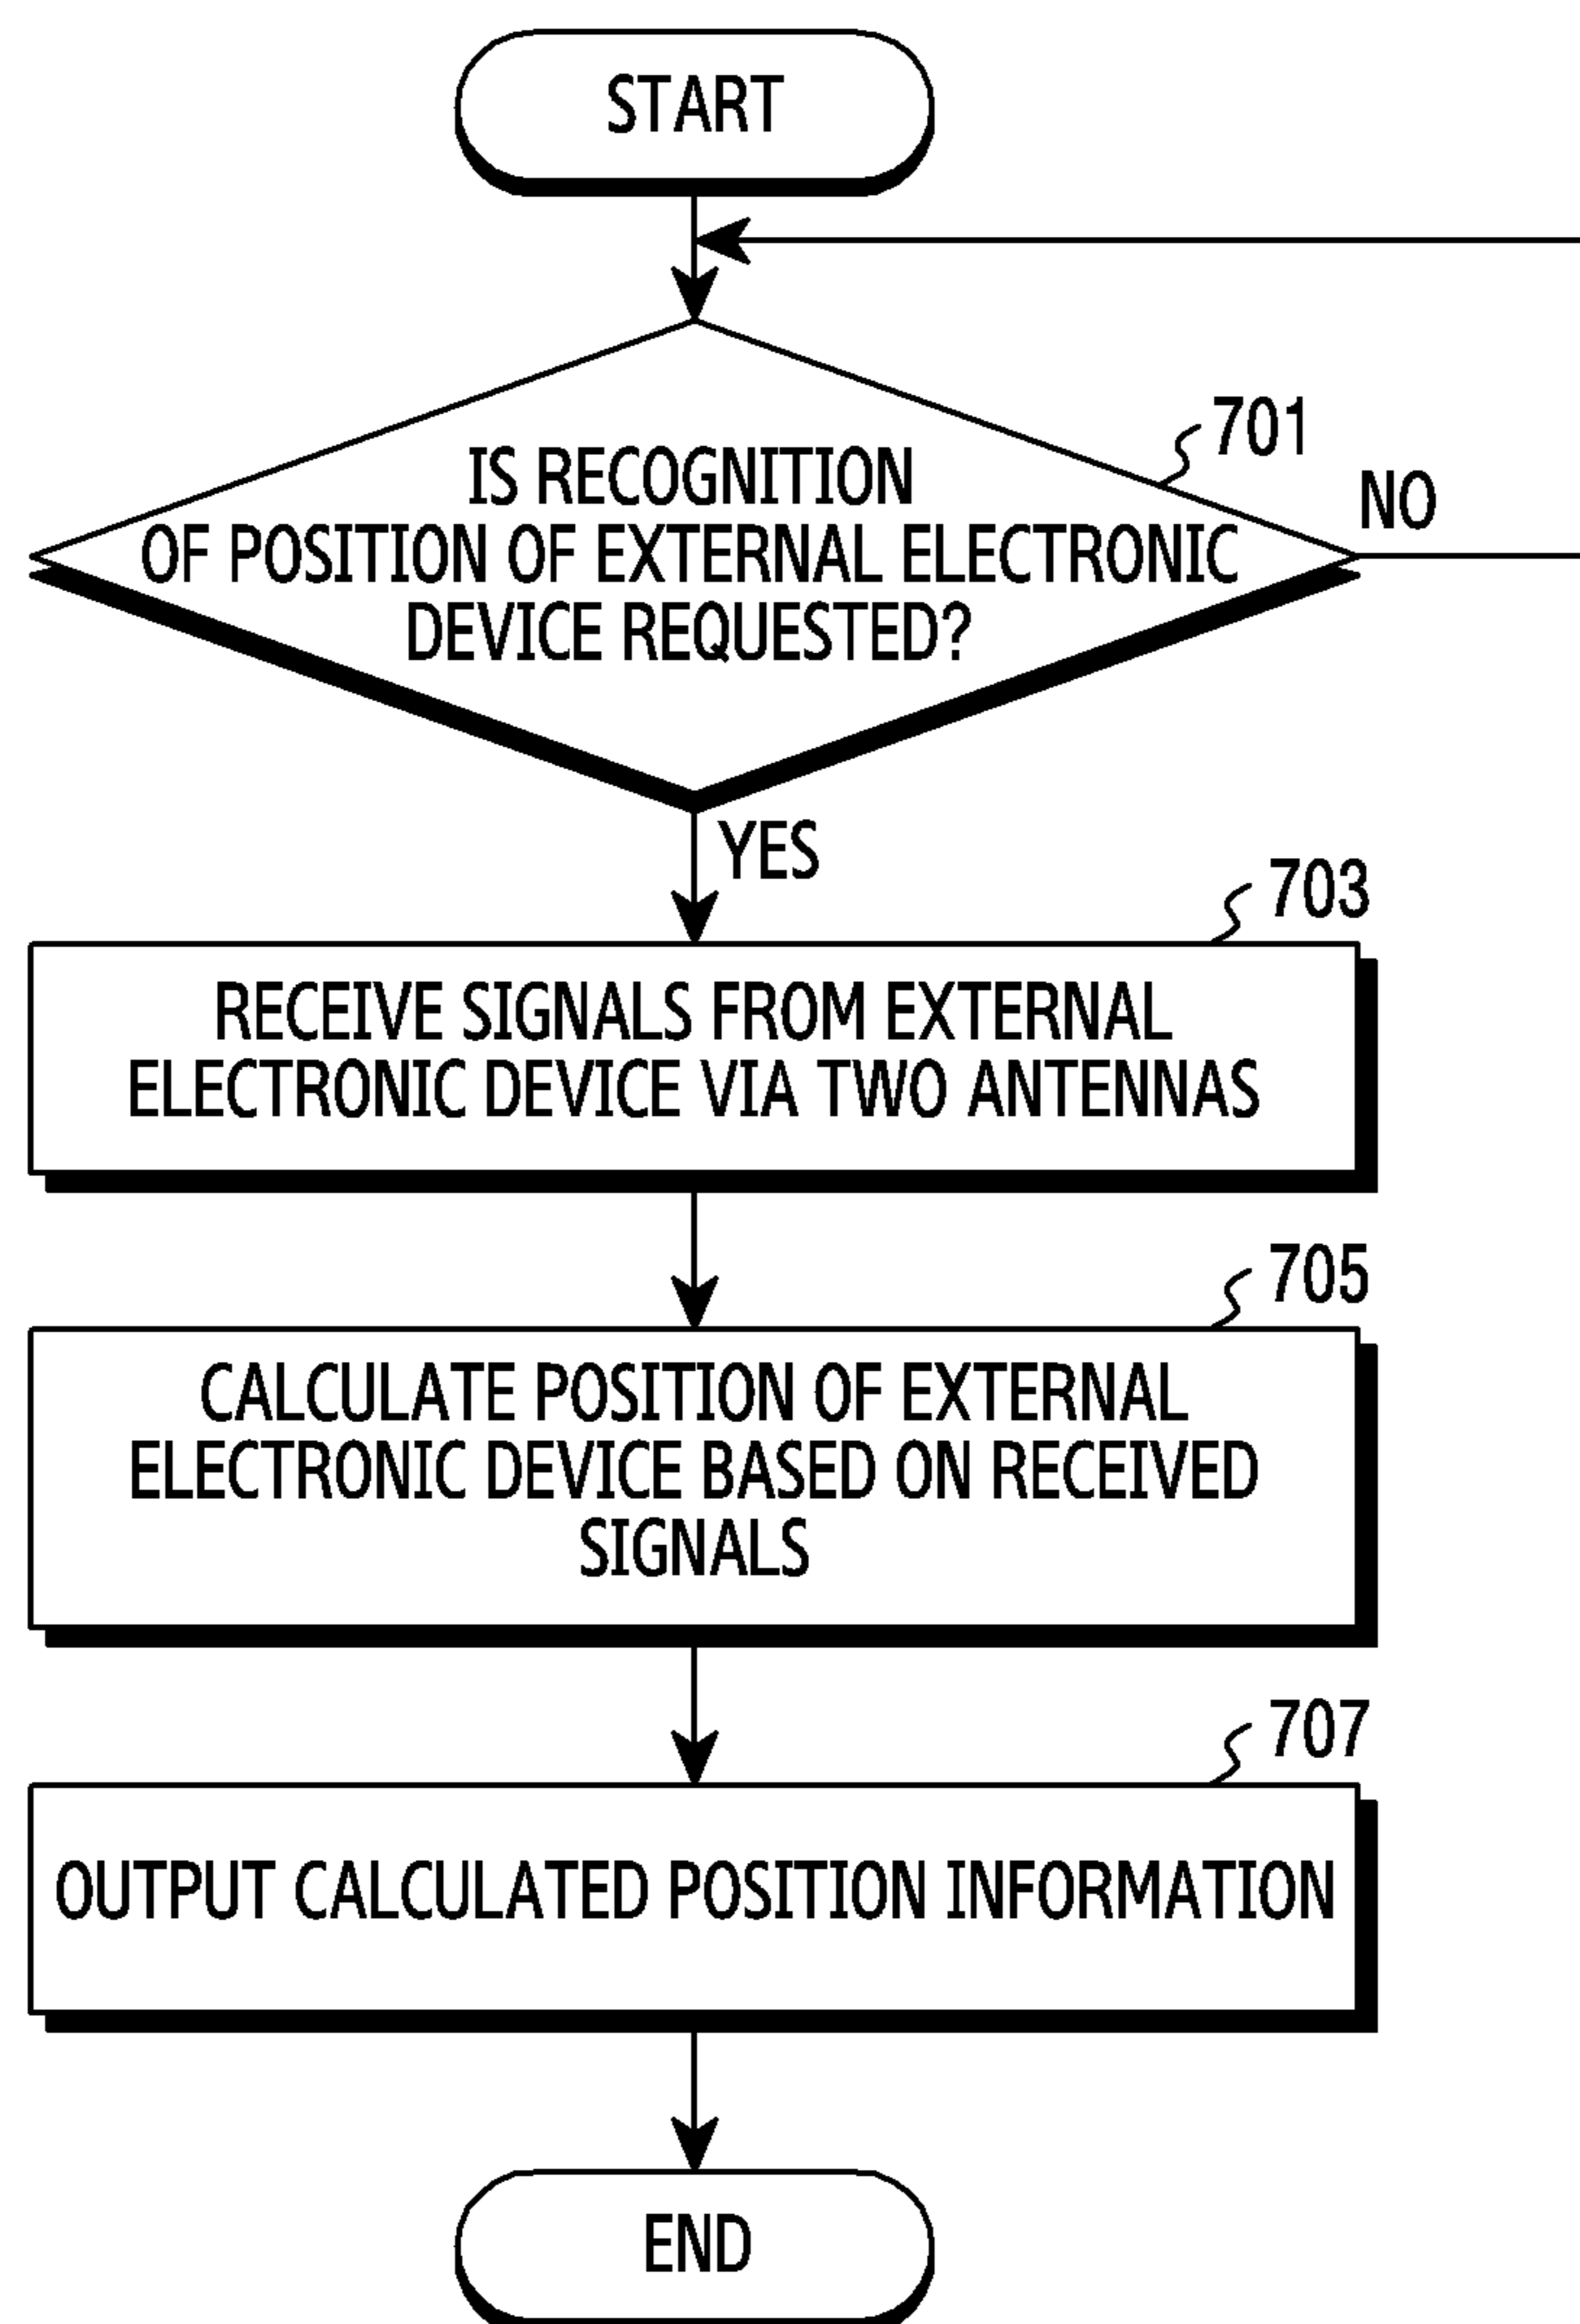 START
701
IS RECOGNITION
OF POSITION OF EXTERNAL ELECTRONIC
DEVICE REQUESTED?
NO
YES
703
RECEIVE SIGNALS FROM EXTERNAL
ELECTRONIC DEVICE VIA TWO ANTENNAS
705
CALCULATE POSITION OF EXTERNAL
ELECTRONIC DEVICE BASED ON RECEIVED
SIGNALS
707
OUTPUT CALCULATED POSITION INFORMATION
END